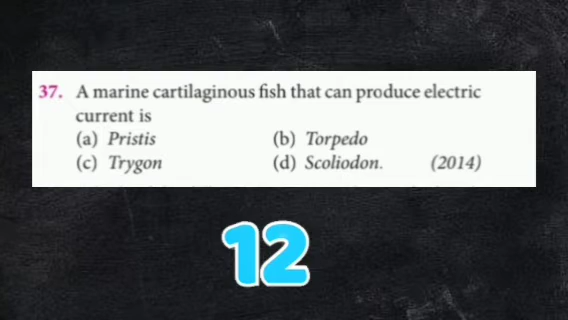 37. A marine cartilaginous fish that can produce electric
current is
(a) Pristis (b) Torpedo
(c) Trygon (d) Scoliodon. (2014)
12